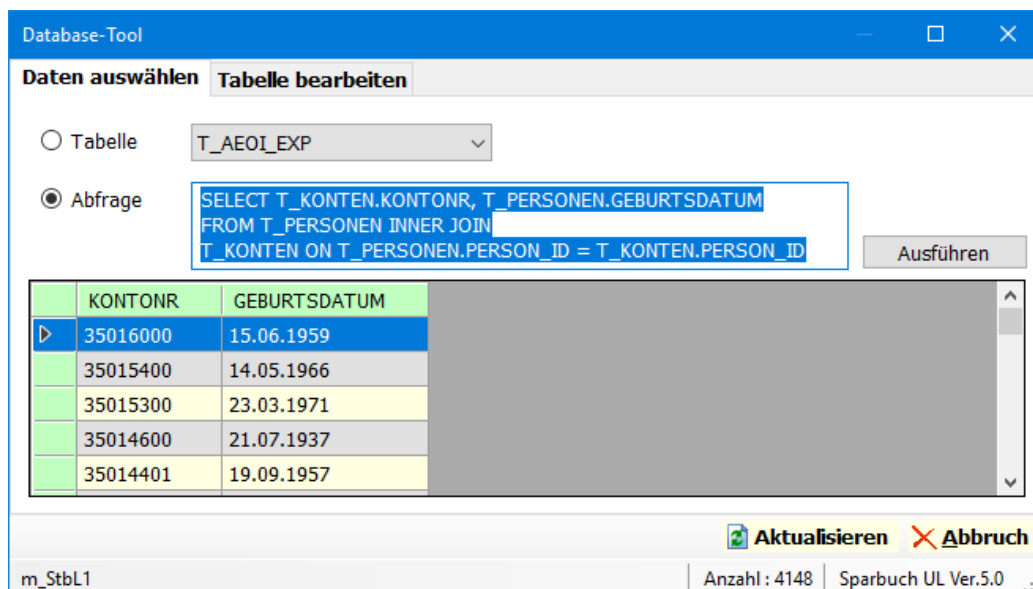 Database-Tool
Daten auswählen Tabelle bearbeiten
Tabelle T_AEOI_EXP
Abfrage
SELECT T_KONTEN.KONTONR, T_PERSONEN.GEBURTSDATUM
FROM T_PERSONEN INNER JOIN
T_KONTEN ON T_PERSONEN.PERSON_ID = T_KONTEN.PERSON_ID
Ausführen
KONTONR GEBURTSDATUM
35016000 15.06.1959
35015400 14.05.1966
35015300 23.03.1971
35014600 21.07.1937
35014401 19.09.1957
Aktualisieren Abbruch
m_StbL1 Anzahl : 4148 Sparbuch UL Ver.5.0